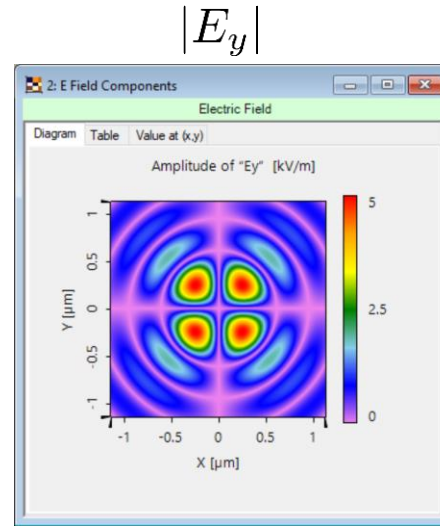 |E_y|
2: E Field Components
Electric Field
Diagram Table Value at (x,y)
Amplitude of "Ey" [kV/m]
1
0.5
0
-0.5
-1
Y [µm]
5
2.5
0
-1 -0.5 0 0.5 1
X [µm]